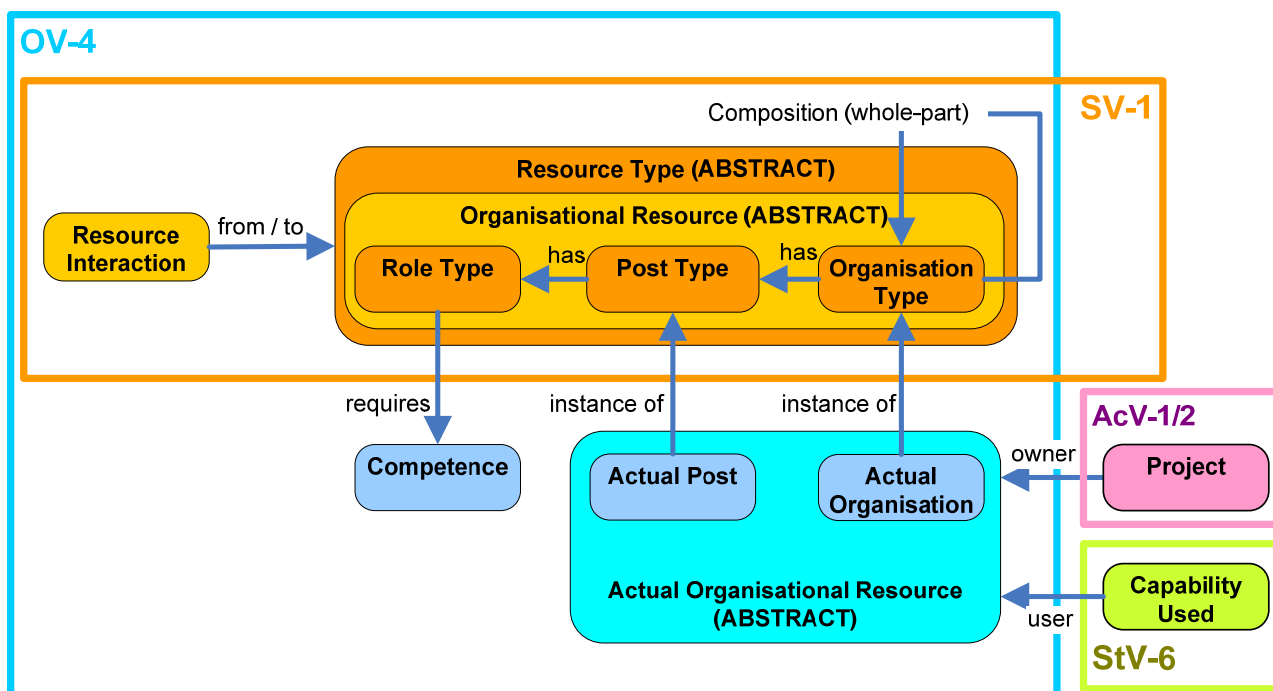 OV-4
SV-1
Composition (whole-part)
Resource Type (ABSTRACT)
Organisational Resource (ABSTRACT)
Resource
Interaction
from / to
Role Type
has
Post Type
has
Organisation
Type
requires
instance of
instance of
AcV-1/2
Competence
Actual Post
Actual
Organisation
owner
Project
Actual Organisational Resource
(ABSTRACT)
user
Capability
Used
StV-6